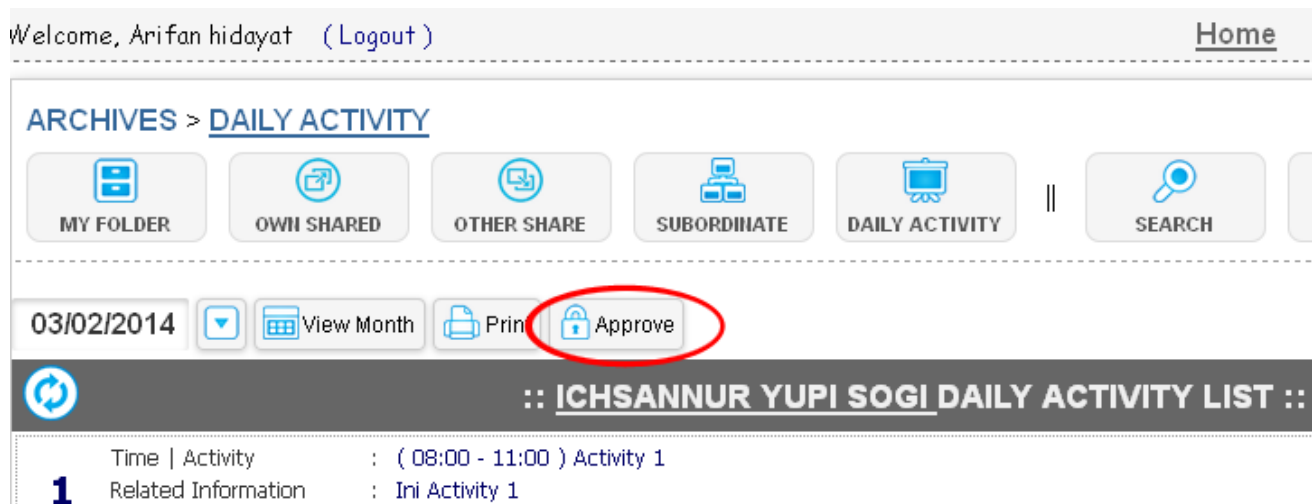 Welcome, Arifan hidayat ( Logout ) Home
ARCHIVES > DAILY ACTIVITY
MY FOLDER OWN SHARED OTHER SHARE SUBORDINATE DAILY ACTIVITY || SEARCH
03/02/2014 View Month Print Approve
:: ICHSANNUR YUPI SOGI DAILY ACTIVITY LIST ::
1
Time | Activity : ( 08:00 - 11:00 ) Activity 1
Related Information : Ini Activity 1